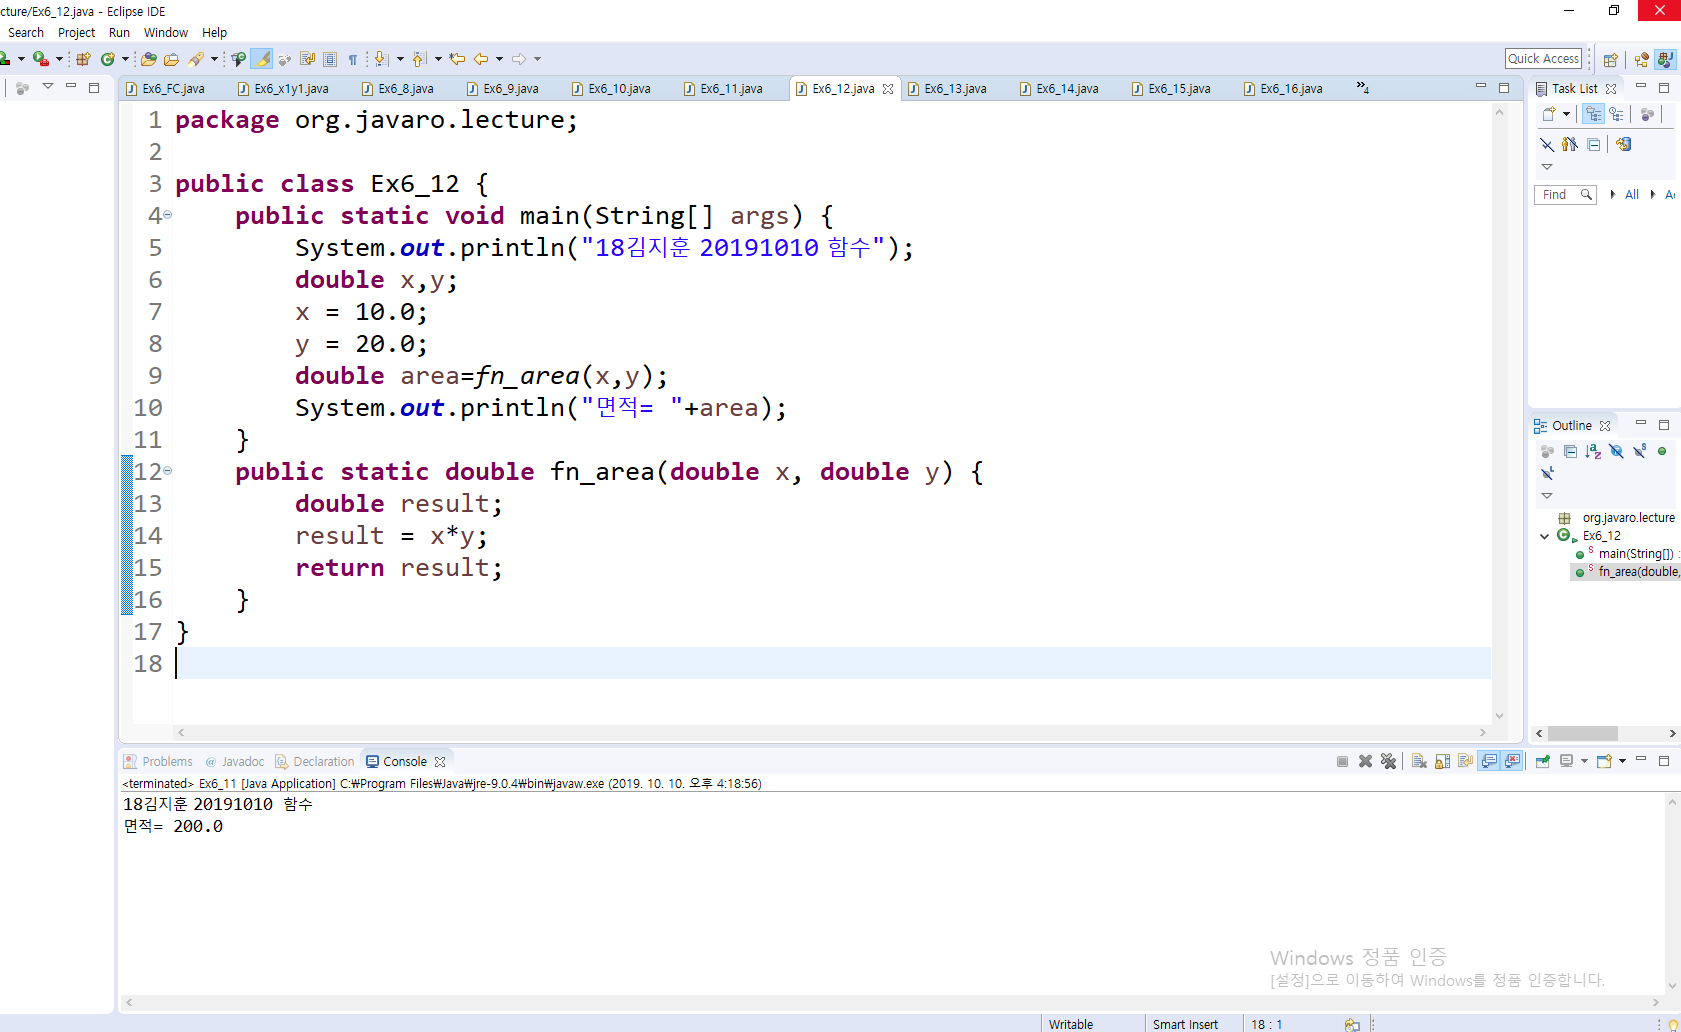 cture/Ex6_12.java - Eclipse IDE
Search Project Run Window Help
Quick Access
Ex6_FC.java Ex6_x1y1.java Ex6_8.java Ex6_9.java Ex6_10.java Ex6_11.java Ex6_12.java Ex6_13.java Ex6_14.java Ex6_15.java Ex6_16.java »4
1 package org.javaro.lecture;
2
3 public class Ex6_12 {
4 public static void main(String[] args) {
5 System.out.println("18김지훈 20191010 함수");
6 double x,y;
7 x = 10.0;
8 y = 20.0;
9 double area=fn_area(x,y);
10 System.out.println("면적= "+area);
11 }
12 public static double fn_area(double x, double y) {
13 double result;
14 result = x*y;
15 return result;
16 }
17 }
18
Task List
Find All
Outline
org.javaro.lecture
Ex6_12
main(String[]) :
fn_area(double,
Problems @ Javadoc Declaration Console
<terminated> Ex6_11 [Java Application] C:₩Program Files₩Java₩jre-9.0.4₩bin₩javaw.exe (2019. 10. 10. 오후 4:18:56)
18김지훈 20191010 함수
면적= 200.0
Windows 정품 인증
[설정]으로 이동하여 Windows를 정품 인증합니다.
Writable Smart Insert 18 : 1